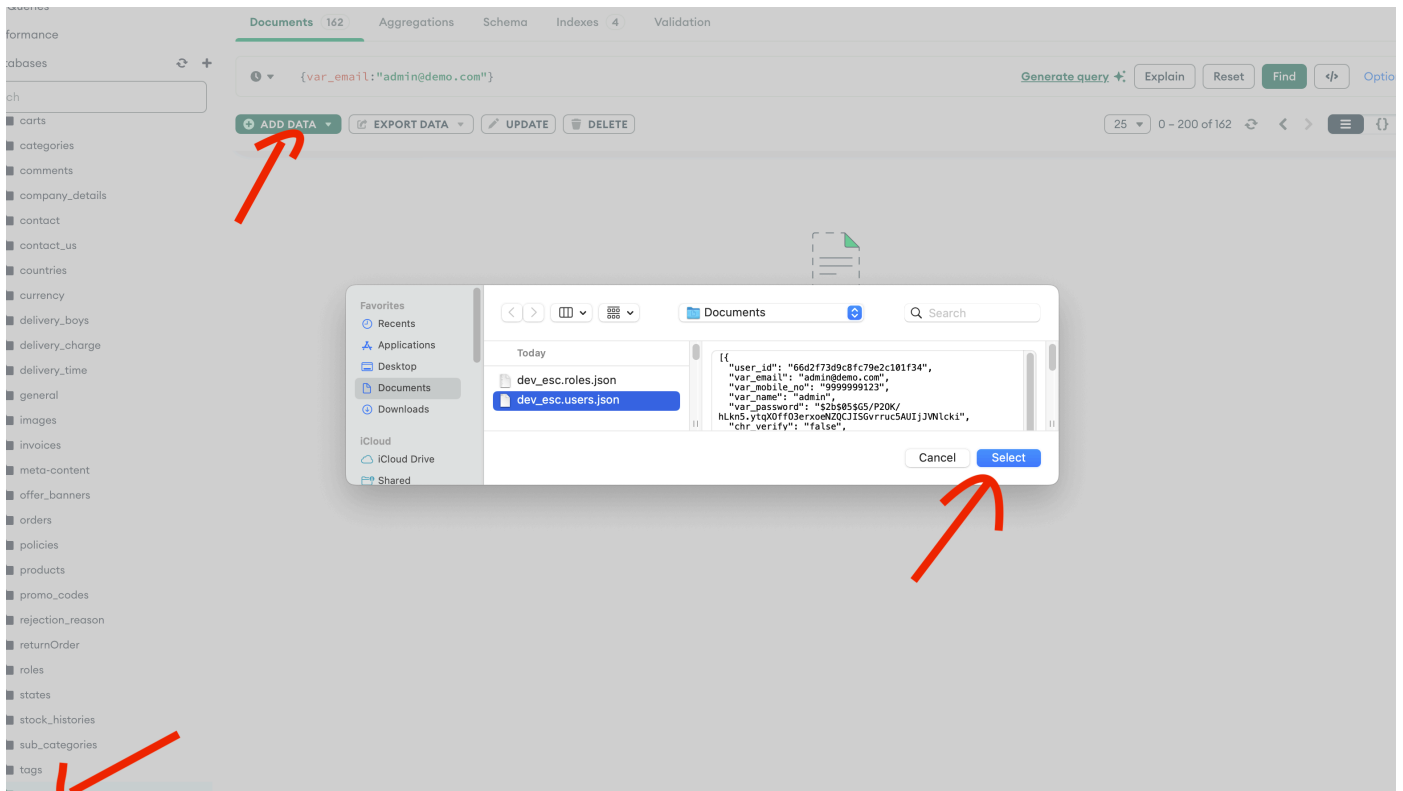 Queries
formance
tabases
ch
carts
categories
comments
company_details
contact
contact_us
countries
currency
delivery_boys
delivery_charge
delivery_time
general
images
invoices
meta-content
offer_banners
orders
policies
products
promo_codes
rejection_reason
returnOrder
roles
states
stock_histories
sub_categories
tags
Documents 162 Aggregations Schema Indexes 4 Validation
{var_email:"admin@demo.com"}
Generate query Explain Reset Find </> Optio
ADD DATA EXPORT DATA UPDATE DELETE 25 0 – 200 of 162 {}
Favorites
Recents
Applications
Desktop
Documents
Downloads
iCloud
iCloud Drive
Shared
Documents Search
Today
dev_esc.roles.json
dev_esc.users.json
[{
"user_id": "66d2f73d9c8fc79e2c101f34",
"var_email": "admin@demo.com",
"var_mobile_no": "9999999123",
"var_name": "admin",
"var_password": "$2b$05$G5/P2OK/
hLkn5.ytqXOffO3erxoeNZQCJISGvrruc5AUIjJVNlcki",
"chr_verify": "false",
Cancel Select